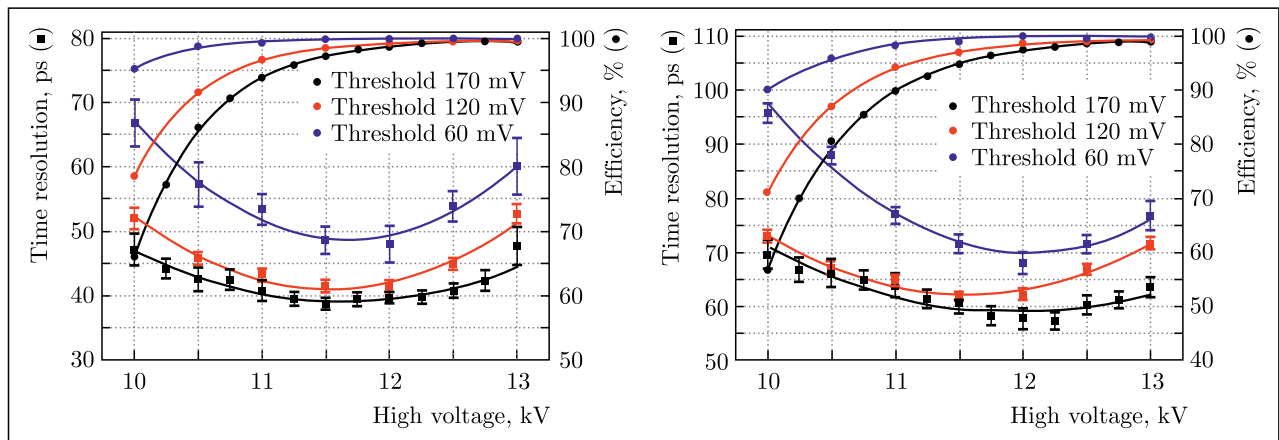 Time resolution, ps (■)
80
70
60
50
40
30
100
90
80
70
60
50
Efficiency, % (●)
Threshold 170 mV
Threshold 120 mV
Threshold 60 mV
10 11 12 13
High voltage, kV
Time resolution, ps (■)
110
100
90
80
70
60
50
100
90
80
70
60
50
40
Efficiency, % (●)
Threshold 170 mV
Threshold 120 mV
Threshold 60 mV
10 11 12 13
High voltage, kV